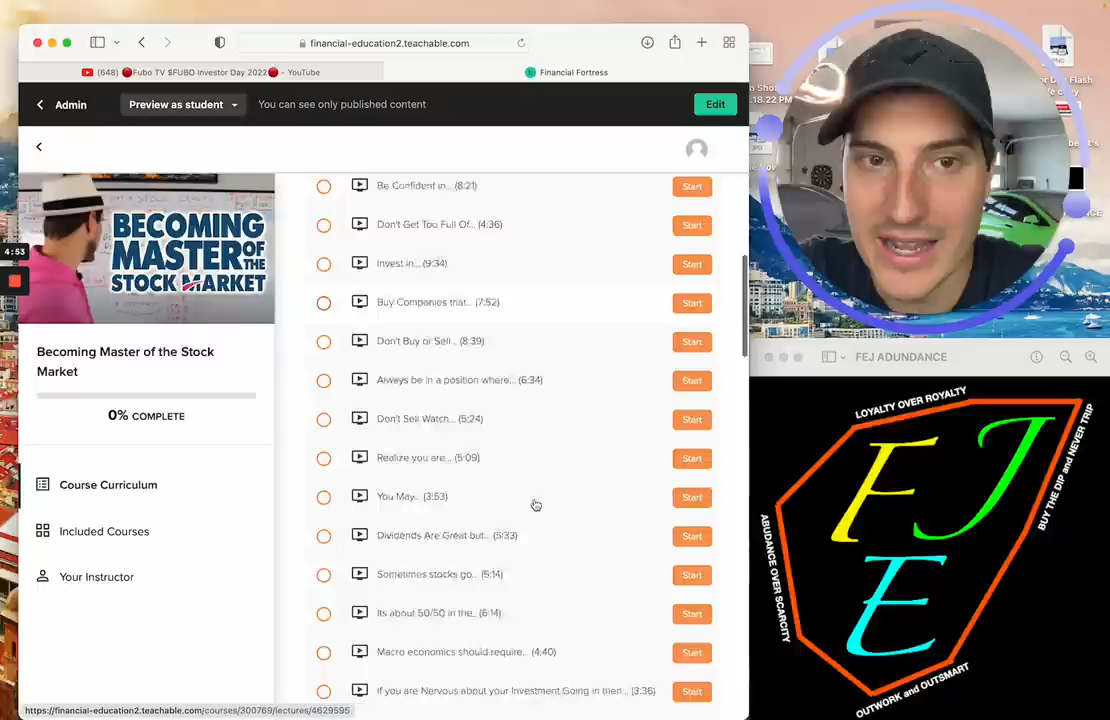 financial-education2.teachable.com
(648) 🔴Fubo TV $FUBO Investor Day 2022🔴 - YouTube
Financial Fortress
Admin
Preview as student
You can see only published content
Edit
BECOMING
MASTER OF THE
STOCK MARKET
4:53
Becoming Master of the Stock
Market
0% COMPLETE
Course Curriculum
Included Courses
Your Instructor
Be Confident in... (8:21) Start
Don't Get Too Full Of... (4:36) Start
Invest in... (9:34) Start
Buy Companies that... (7:52) Start
Don't Buy or Sell... (8:39) Start
Always be in a position where... (6:34) Start
Don't Sell Watch... (5:24) Start
Realize you are... (5:09) Start
You May... (3:53) Start
Dividends Are Great but... (5:33) Start
Sometimes stocks go... (5:14) Start
Its about 50/50 in the... (6:14) Start
Macro economics should require... (4:40) Start
If you are Nervous about your Investment Going in then... (3:36) Start
https://financial-education2.teachable.com/courses/300769/lectures/4629595
PNG
.18.22 PM
FEJ ADUNDANCE
LOYALTY OVER ROYALTY
BUY THE DIP and NEVER TRIP
ABUDANCE OVER SCARCITY
OUTWORK and OUTSMART
F J
E